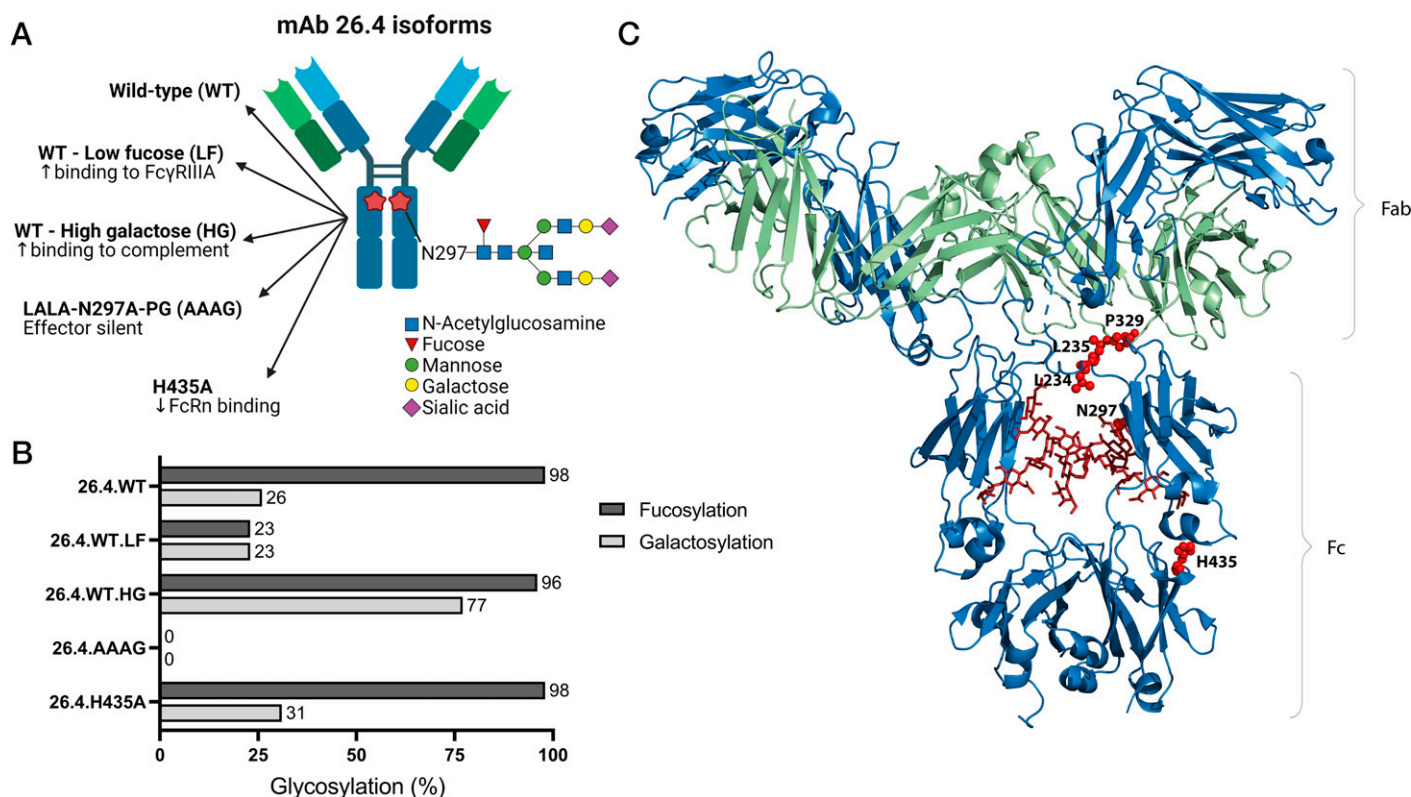 A
mAb 26.4 isoforms
Wild-type (WT)
WT - Low fucose (LF)
↑binding to FcγRIIIA
WT - High galactose (HG)
↑binding to complement
LALA-N297A-PG (AAAG)
Effector silent
H435A
↓FcRn binding
N297
N-Acetylglucosamine
Fucose
Mannose
Galactose
Sialic acid
B
26.4.WT
98
26
26.4.WT.LF
23
23
26.4.WT.HG
96
77
26.4.AAAG
0
0
26.4.H435A
98
31
0
25
50
75
100
Glycosylation (%)
Fucosylation
Galactosylation
C
Fab
P329
L235
L234
N297
H435
Fc